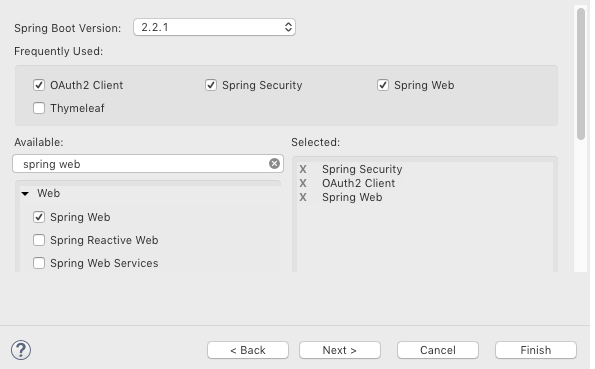 Spring Boot Version: 2.2.1
Frequently Used:
OAuth2 Client Spring Security Spring Web
Thymeleaf
Available: Selected:
spring web
X Spring Security
X OAuth2 Client
X Spring Web
Web
Spring Web
Spring Reactive Web
Spring Web Services
? < Back Next > Cancel Finish